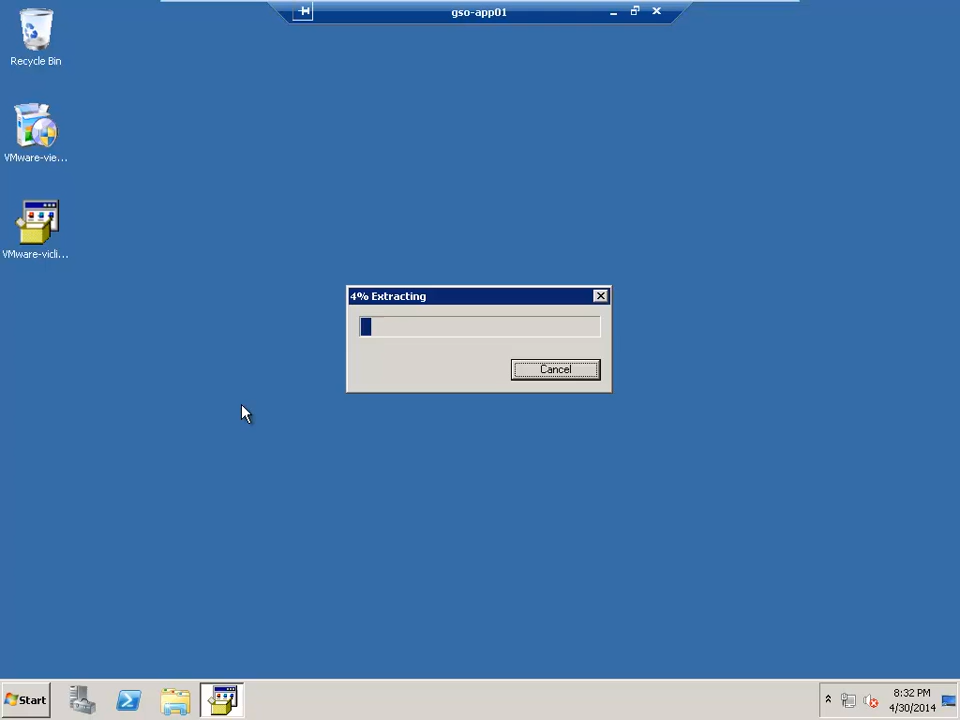 gso-app01
Recycle Bin
VMware-vie...
VMware-vicli...
4% Extracting
Cancel
Start
8:32 PM
4/30/2014